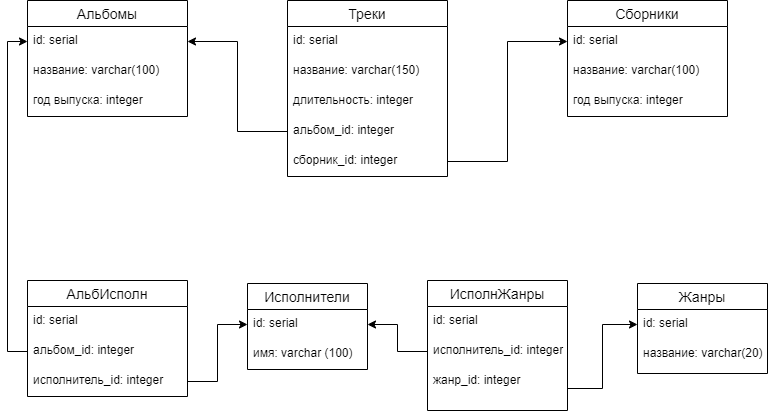 Альбомы
id: serial
название: varchar(100)
год выпуска: integer
Треки
id: serial
название: varchar(150)
длительность: integer
альбом_id: integer
сборник_id: integer
Сборники
id: serial
название: varchar(100)
год выпуска: integer
АльбИсполн
id: serial
альбом_id: integer
исполнитель_id: integer
Исполнители
id: serial
имя: varchar (100)
ИсполнЖанры
id: serial
исполнитель_id: integer
жанр_id: integer
Жанры
id: serial
название: varchar(20)